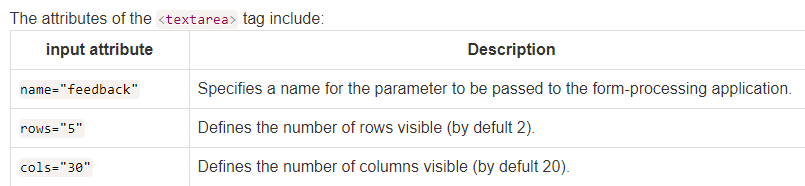 The attributes of the <textarea> tag include:
input attribute Description
name="feedback" Specifies a name for the parameter to be passed to the form-processing application.
rows="5" Defines the number of rows visible (by defult 2).
cols="30" Defines the number of columns visible (by defult 20).